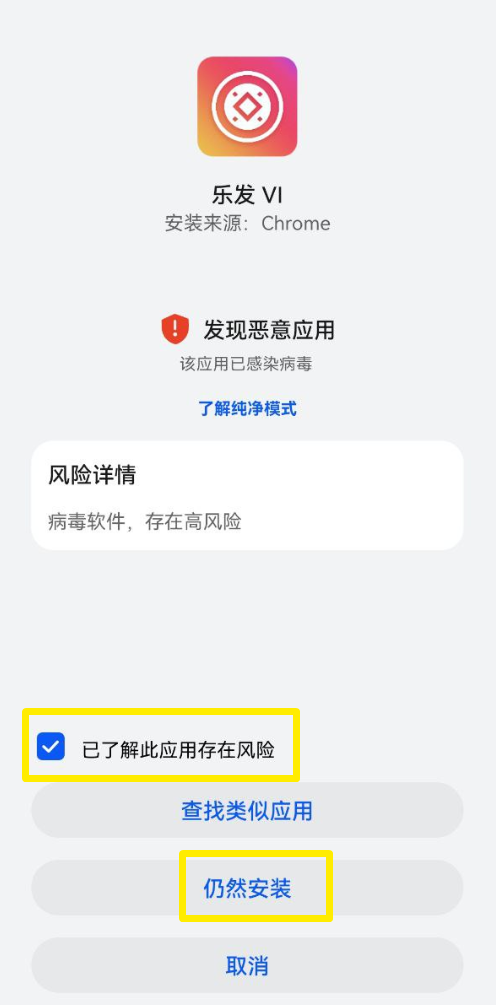 乐发 VI
安装来源：Chrome
发现恶意应用
该应用已感染病毒
了解纯净模式
风险详情
病毒软件，存在高风险
已了解此应用存在风险
查找类似应用
仍然安装
取消